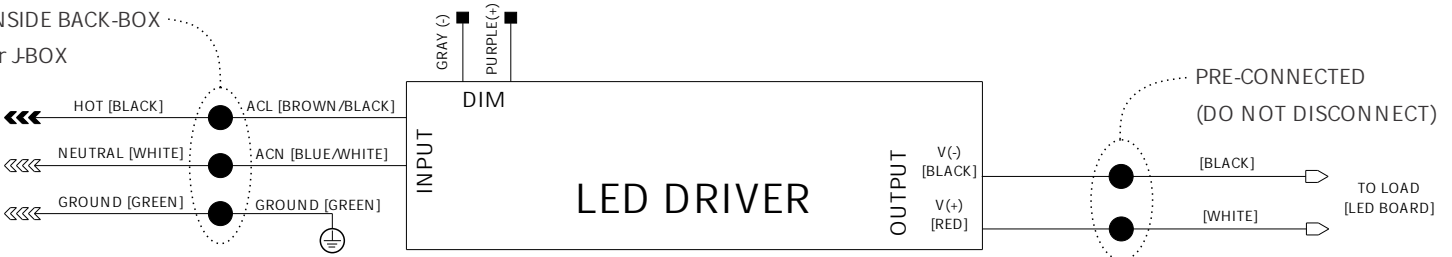 NSIDE BACK-BOX
r J-BOX
HOT [BLACK]
ACL [BROWN/BLACK]
NEUTRAL [WHITE]
ACN [BLUE/WHITE]
GROUND [GREEN]
GROUND [GREEN]
GRAY (-)
PURPLE(+)
DIM
INPUT
LED DRIVER
OUTPUT
V(-)
[BLACK]
V(+)
[RED]
PRE-CONNECTED
(DO NOT DISCONNECT)
[BLACK]
[WHITE]
TO LOAD
[LED BOARD]